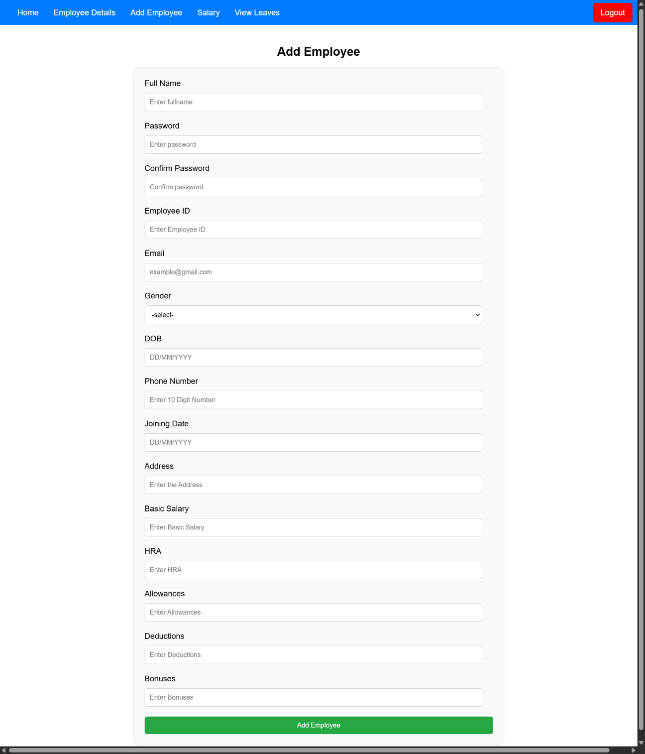 Home Employee Details Add Employee Salary View Leaves Logout
Add Employee
Full Name
Enter fullname
Password
Enter password
Confirm Password
Confirm password
Employee ID
Enter Employee ID
Email
example@gmail.com
Gender
-select-
DOB
DD/MM/YYYY
Phone Number
Enter 10 Digit Number
Joining Date
DD/MM/YYYY
Address
Enter the Address
Basic Salary
Enter Basic Salary
HRA
Enter HRA
Allowances
Enter Allowances
Deductions
Enter Deductions
Bonuses
Enter Bonuses
Add Employee